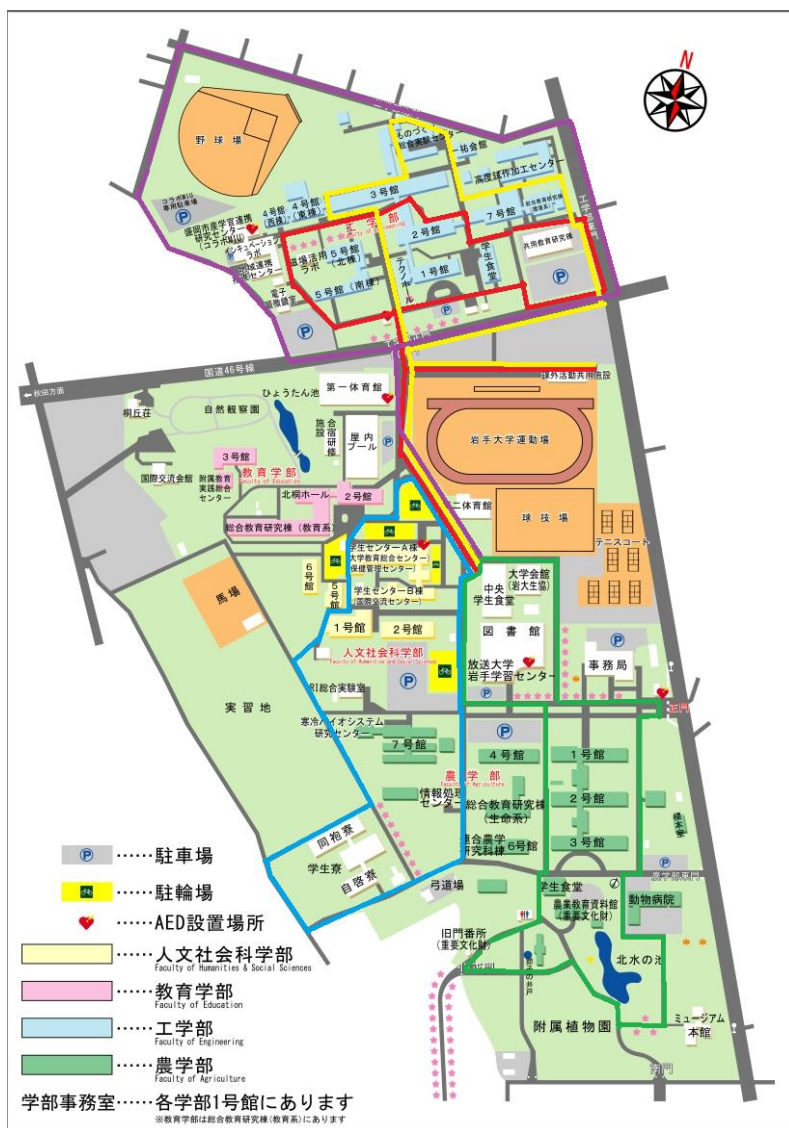 N
野球場
総合実験センター
一祐会館
高度試作加工センター
コラボMIU
専用駐車場
3号館
4号館
(西棟)
4号館
(東棟)
盛岡市産学官連携
研究センター
(コラボMIU)
工学部
Faculty of Engineering
2号館
7号館
共用教育研究棟
工学部東門
ラボ
5号館
(北棟)
5号館(南棟)
テクノホール
1号館
学生食堂
電子
国道46号線
秋田方面
第一体育館
課外活動共用施設
ひょうたん池
自然観察園
桐丘荘
合宿研修
施設
屋内
プール
岩手大学運動場
3号館
国際交流会館
附属教育
実践総合
センター
教育学部
Faculty of Education
北桐ホール
2号館
二体育館
球技場
総合教育研究棟(教育系)
テニスコート
学生センターA棟
大学教育総合センター)
保健管理センター)
6号館
5号館
学生センターB棟
(国際交流センター)
中央
学生食堂
大学会館
(岩大生協)
馬場
1号館
2号館
図書館
人文社会科学部
Faculty of Humanities and Social Sciences
放送大学
岩手学習センター
事務局
RI総合実験室
正門
実習地
寒冷バイオシステム
研究センター
7号館
4号館
1号館
農学部
Faculty of Agriculture
情報処理
センター
総合教育研究棟
(生命系)
2号館
同袍寮
連合農学
研究科棟
6号館
3号館
学生寮
自啓寮
弓道場
学生食堂
農学部東門
農業教育資料館
(重要文化財)
動物病院
旧門番所
(重要文化財)
北水の池
附属植物園
ミュージアム
本館
南門
……駐車場
……駐輪場
……AED設置場所
……人文社会科学部
Faculty of Humanities & Social Sciences
……教育学部
Faculty of Education
……工学部
Faculty of Engineering
……農学部
Faculty of Agriculture
学部事務室……各学部1号館にあります
※教育学部は総合教育研究棟(教育系)にあります